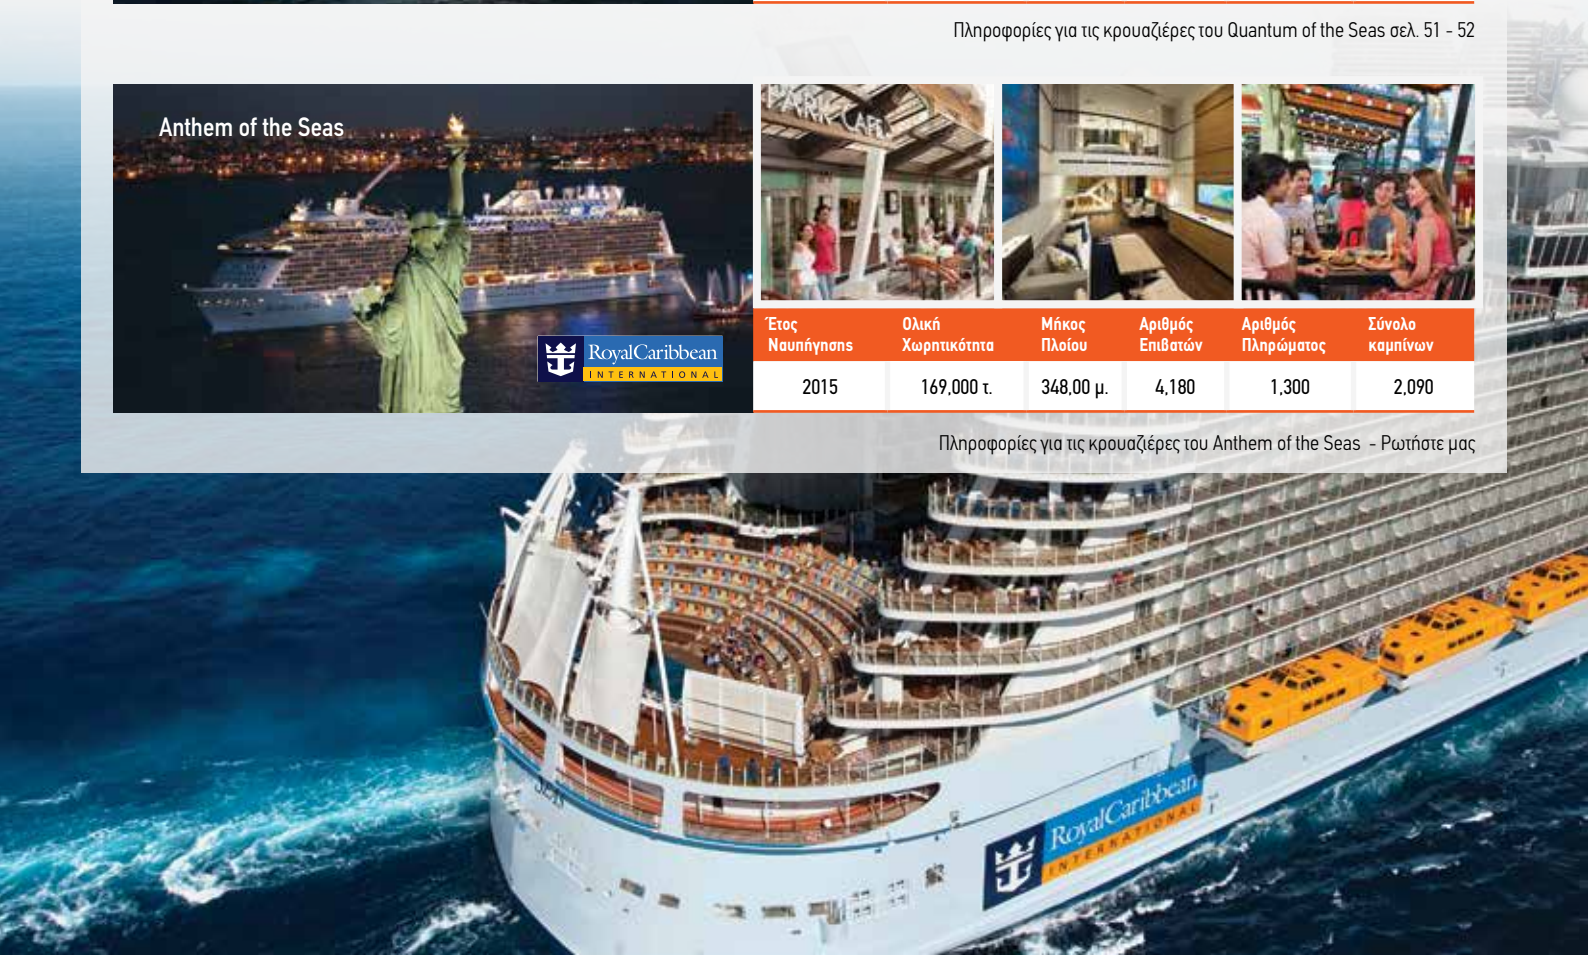 Πληροφορίες για τις κρουαζιέρες του Quantum of the Seas σελ. 51 - 52
Anthem of the Seas
PARK CAFE
RoyalCaribbean
INTERNATIONAL
Έτος Ναυπήγησης
Ολική Χωρητικότητα
Μήκος Πλοίου
Αριθμός Επιβατών
Αριθμός Πληρώματος
Σύνολο καμπίνων
2015 169,000 τ. 348,00 μ. 4,180 1,300 2,090
Πληροφορίες για τις κρουαζιέρες του Anthem of the Seas - Ρωτήστε μας
SEAS
RoyalCaribbean
INTERNATIONAL